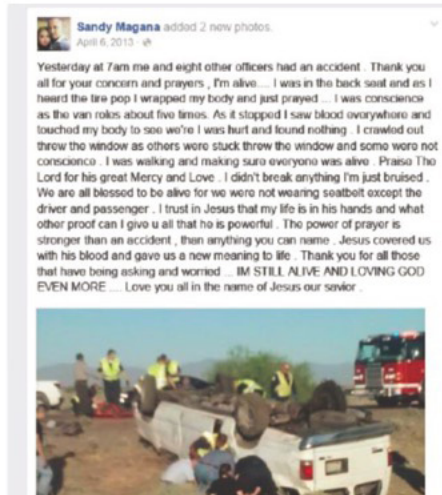 Sandy Magana added 2 new photos.
April 6, 2013 ·
Yesterday at 7am me and eight other officers had an accident . Thank you
all for your concern and prayers , I'm alive.... I was in the back seat and as I
heard the tire pop I wrapped my body and just prayed ... I was conscience
as the van roles about five times. As it stopped I saw blood everywhere and
touched my body to see we're I was hurt and found nothing . I crawled out
threw the window as others were stuck threw the window and some were not
conscience . I was walking and making sure everyone was alive . Praise The
Lord for his great Mercy and Love . I didn't break anything I'm just bruised .
We are all blessed to be alive for we were not wearing seatbelt except the
driver and passenger . I trust in Jesus that my life is in his hands and what
other proof can I give u all that he is powerful . The power of prayer is
stronger than an accident , than anything you can name . Jesus covered us
with his blood and gave us a new meaning to life . Thank you for all those
that have being asking and worried ... IM STILL ALIVE AND LOVING GOD
EVEN MORE .... Love you all in the name of Jesus our savior .